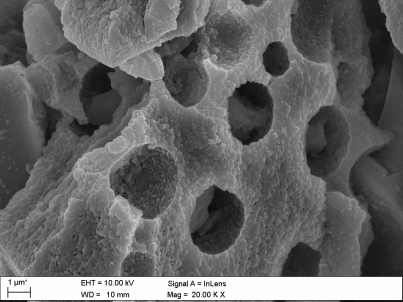 1 µm*
EHT = 10.00 kV
Signal A = InLens
WD = 10 mm
Mag = 20.00 K X